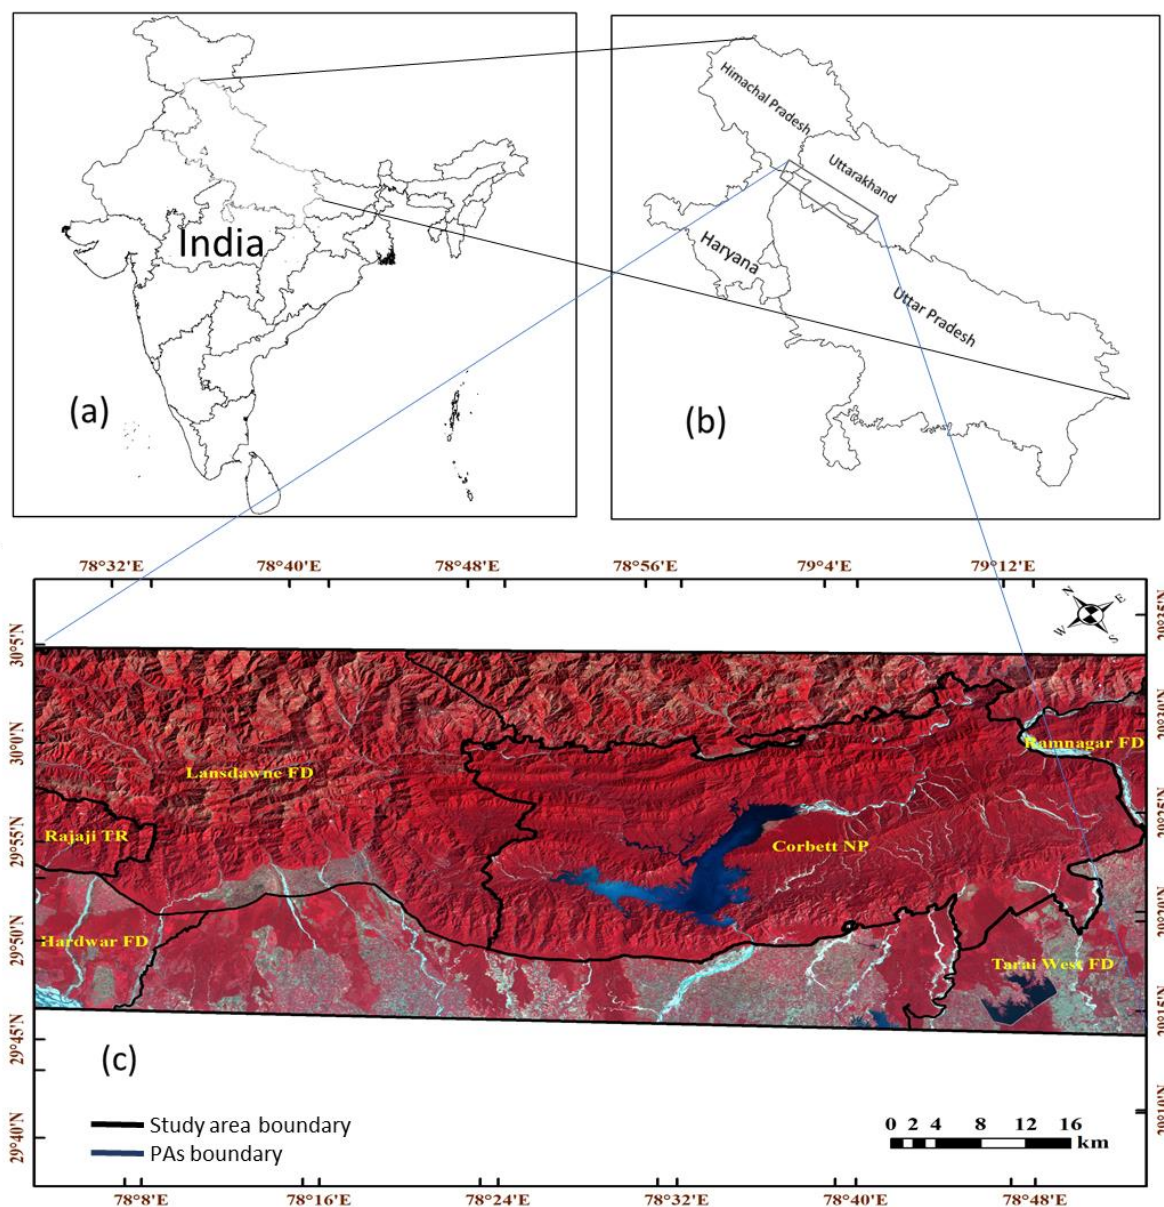 India
(a)
Himachal Pradesh
Uttarakhand
Haryana
Uttar Pradesh
(b)
78°32'E 78°40'E 78°48'E 78°56'E 79°4'E 79°12'E
N
E
W
S
30°5'N
30°0'N
29°55'N
29°50'N
29°45'N
29°40'N
Lansdawne FD
Ramnagar FD
Rajaji TR
Corbett NP
Hardwar FD
Tarai West FD
(c)
Study area boundary
PAs boundary
0 2 4 8 12 16
km
78°8'E 78°16'E 78°24'E 78°32'E 78°40'E 78°48'E